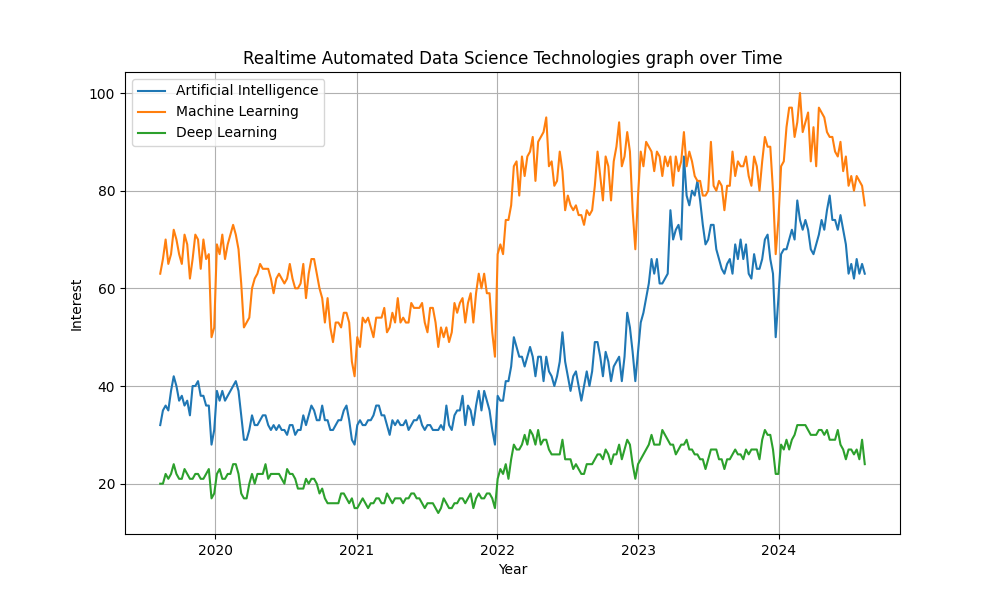 Realtime Automated Data Science Technologies graph over Time
Artificial Intelligence
Machine Learning
Deep Learning
100
80
60
40
20
Interest
2020 2021 2022 2023 2024
Year